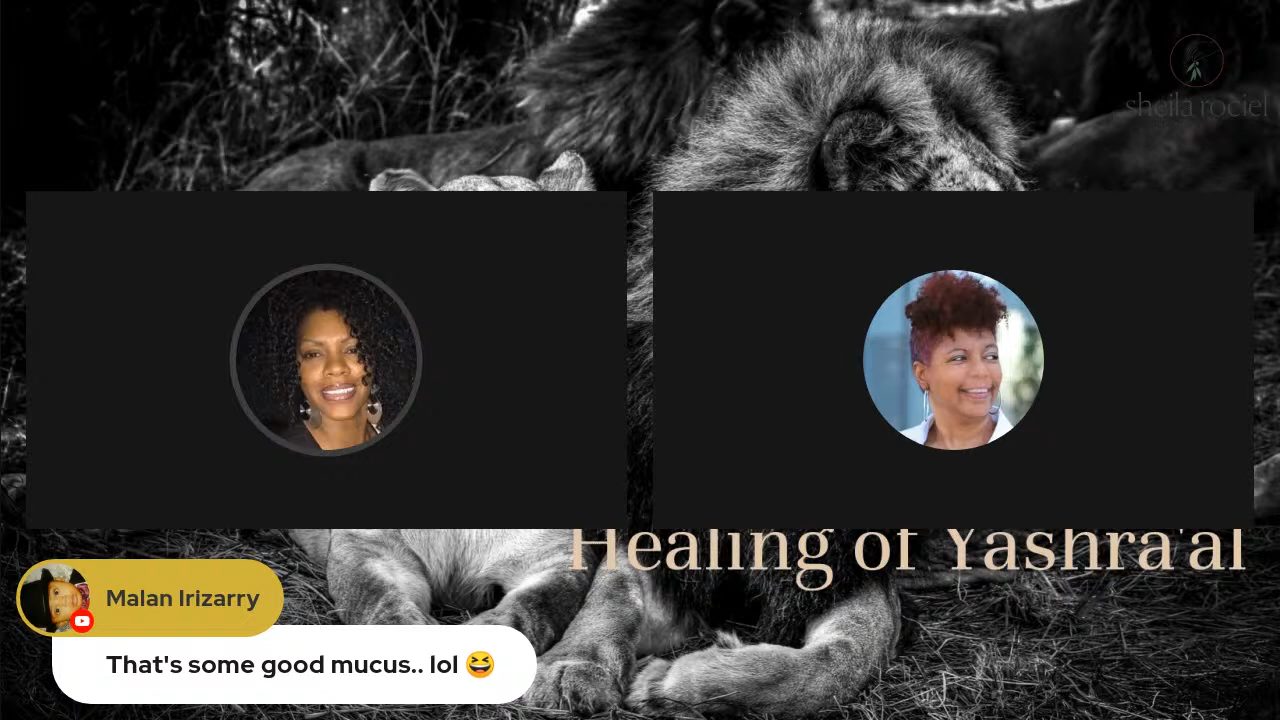 sheila rociel
Healing of Yashra'al
Malan Irizarry
That's some good mucus.. lol 😆